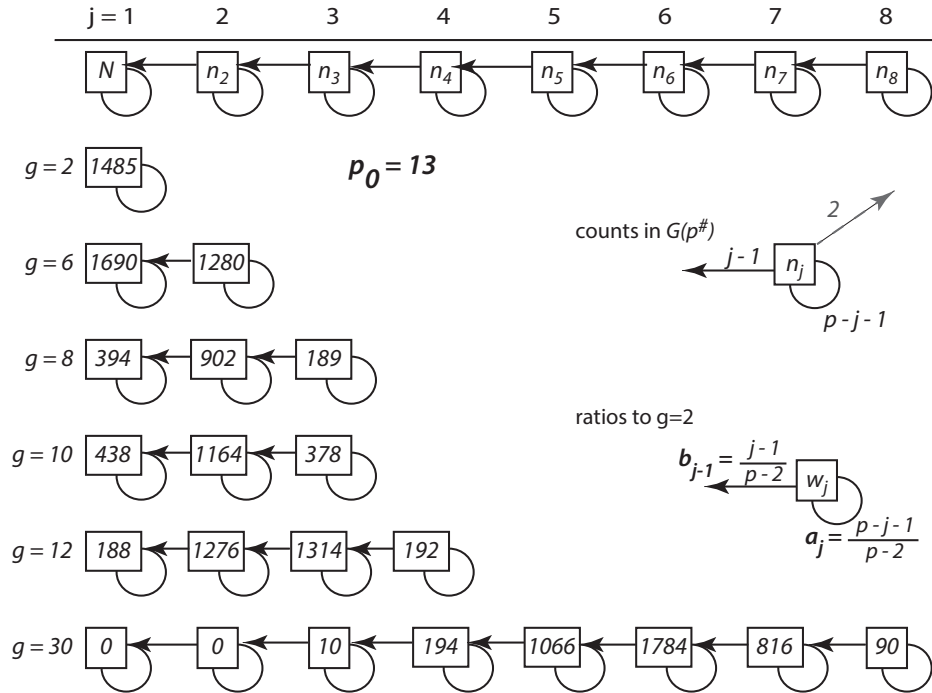 j = 1 2 3 4 5 6 7 8
N n2 n3 n4 n5 n6 n7 n8
g = 2 1485
p0 = 13
counts in G(p#)
2
j - 1
nj
p - j - 1
g = 6 1690 1280
g = 8 394 902 189
ratios to g=2
g = 10 438 1164 378
bj-1 = j - 1 / p - 2
wj
aj = p - j - 1 / p - 2
g = 12 188 1276 1314 192
g = 30 0 0 10 194 1066 1784 816 90